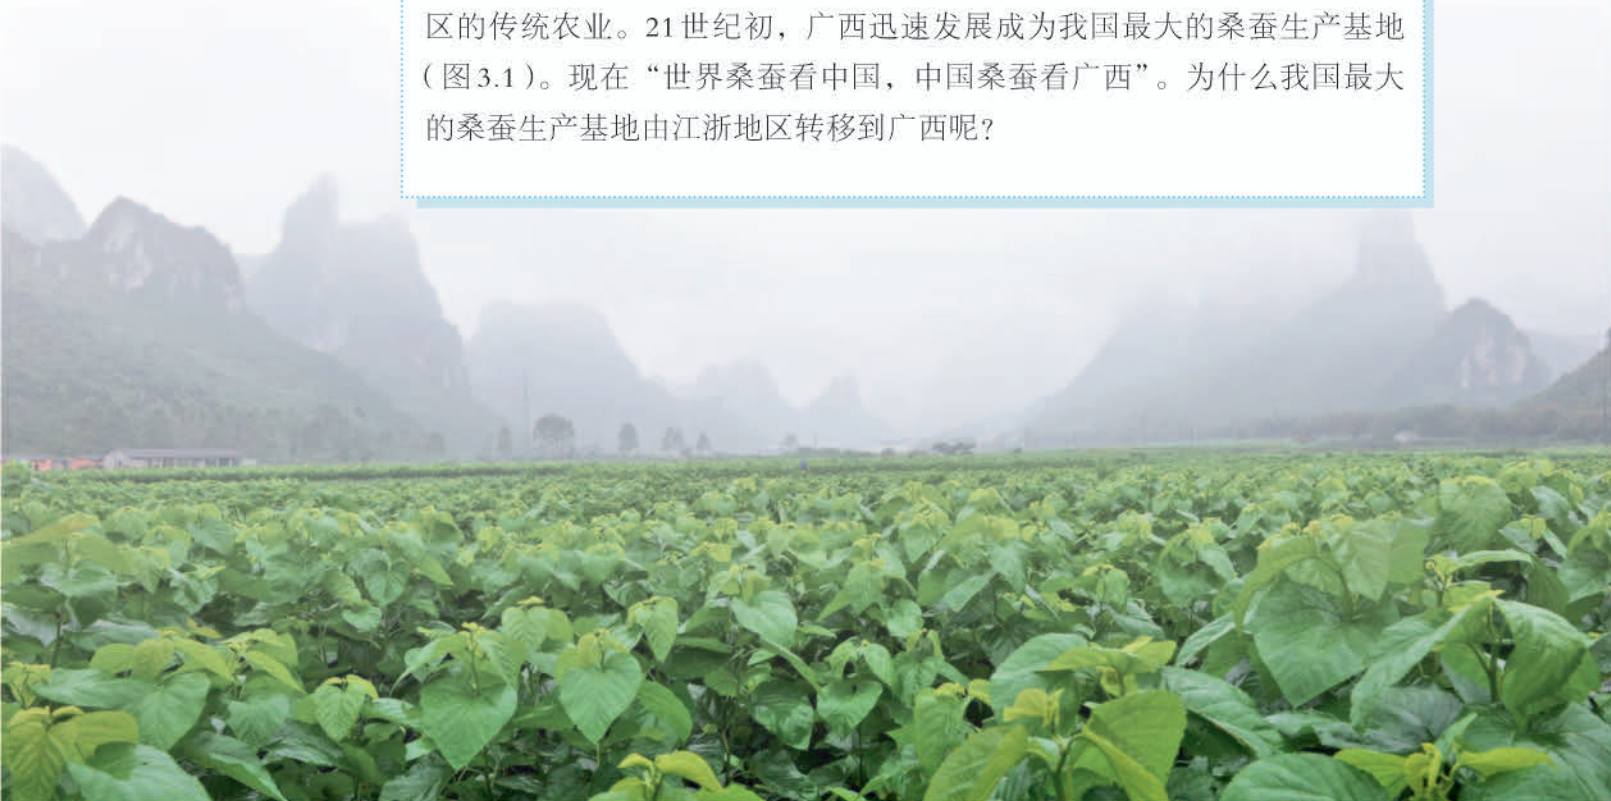 区的传统农业。21世纪初，广西迅速发展成为我国最大的桑蚕生产基地
（图3.1）。现在“世界桑蚕看中国，中国桑蚕看广西”。为什么我国最大
的桑蚕生产基地由江浙地区转移到广西呢？